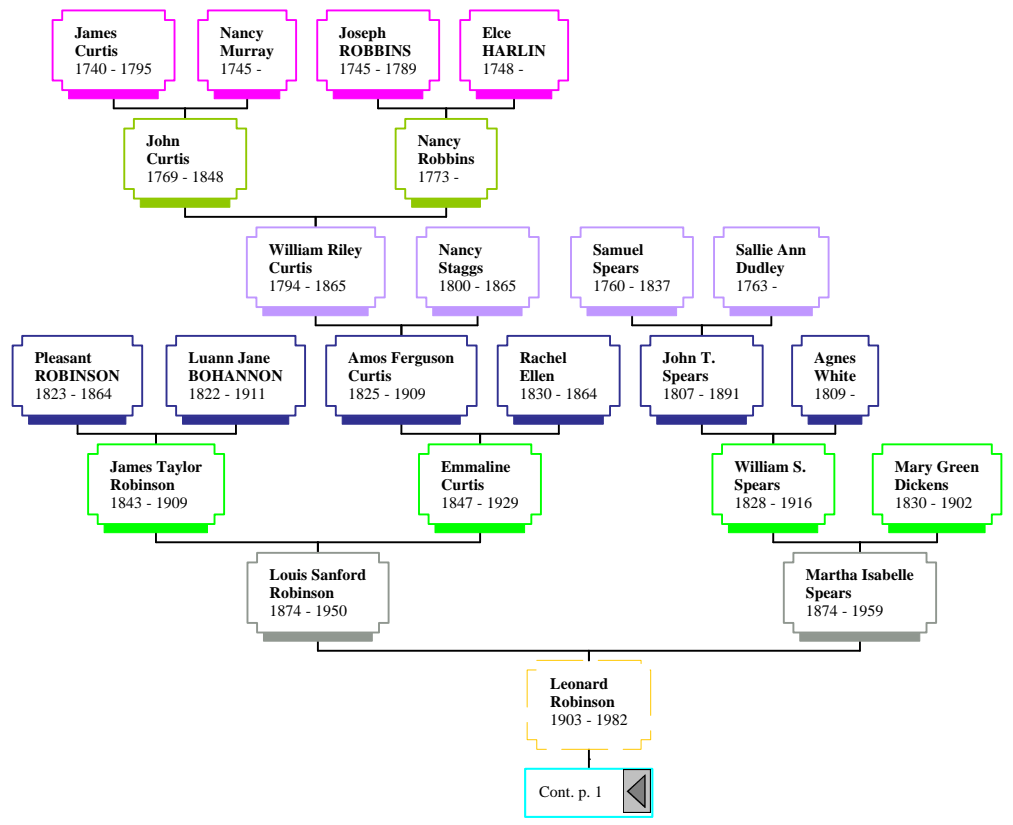 James
Curtis
1740 - 1795
Nancy
Murray
1745 -
Joseph
ROBBINS
1745 - 1789
Elce
HARLIN
1748 -
John
Curtis
1769 - 1848
Nancy
Robbins
1773 -
William Riley
Curtis
1794 - 1865
Nancy
Staggs
1800 - 1865
Samuel
Spears
1760 - 1837
Sallie Ann
Dudley
1763 -
Pleasant
ROBINSON
1823 - 1864
Luann Jane
BOHANNON
1822 - 1911
Amos Ferguson
Curtis
1825 - 1909
Rachel
Ellen
1830 - 1864
John T.
Spears
1807 - 1891
Agnes
White
1809 -
James Taylor
Robinson
1843 - 1909
Emmaline
Curtis
1847 - 1929
William S.
Spears
1828 - 1916
Mary Green
Dickens
1830 - 1902
Louis Sanford
Robinson
1874 - 1950
Martha Isabelle
Spears
1874 - 1959
Leonard
Robinson
1903 - 1982
Cont. p. 1